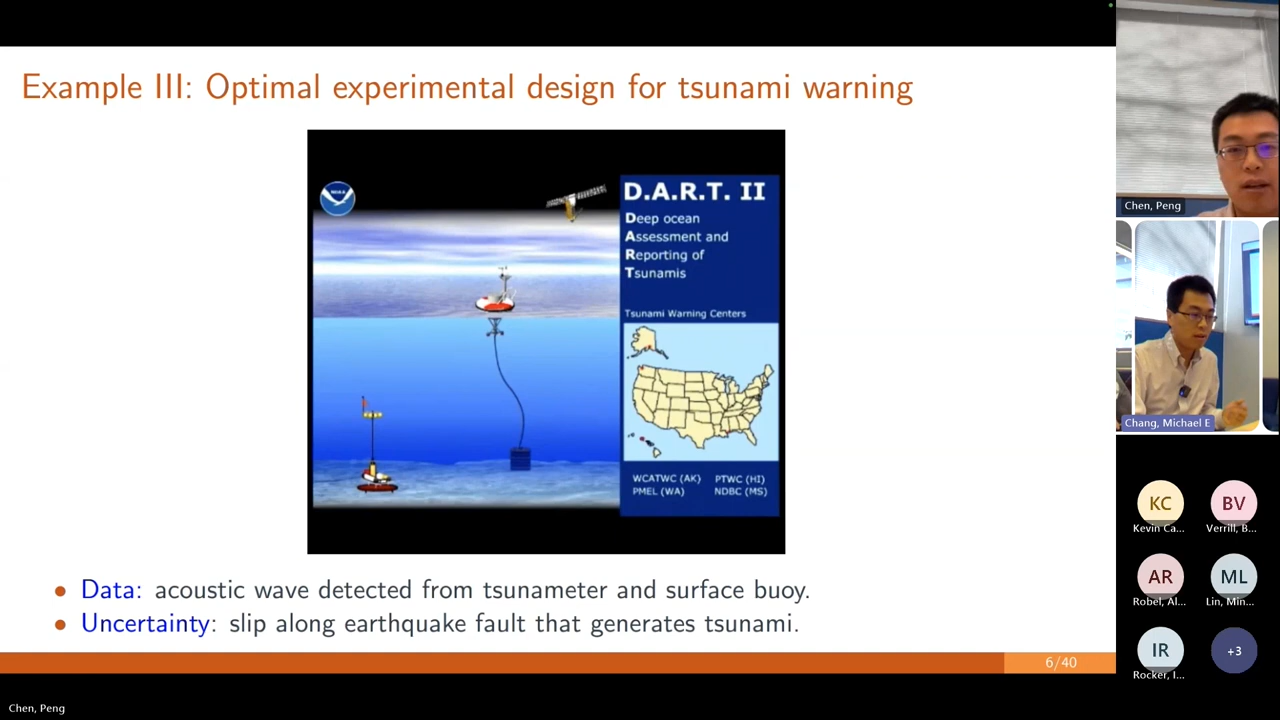 Example III: Optimal experimental design for tsunami warning
NOAA
D.A.R.T. II
Deep ocean
Assessment and
Reporting of
Tsunamis
Tsunami Warning Centers
WCATWC (AK) PTWC (HI)
PMEL (WA) NDBC (MS)
• Data: acoustic wave detected from tsunameter and surface buoy.
• Uncertainty: slip along earthquake fault that generates tsunami.
6/40
Chen, Peng
Chen, Peng
Chang, Michael E
KC
Kevin Ca...
BV
Verrill, B...
AR
Robel, Al...
ML
Lin, Min...
IR
Rocker, I...
+3